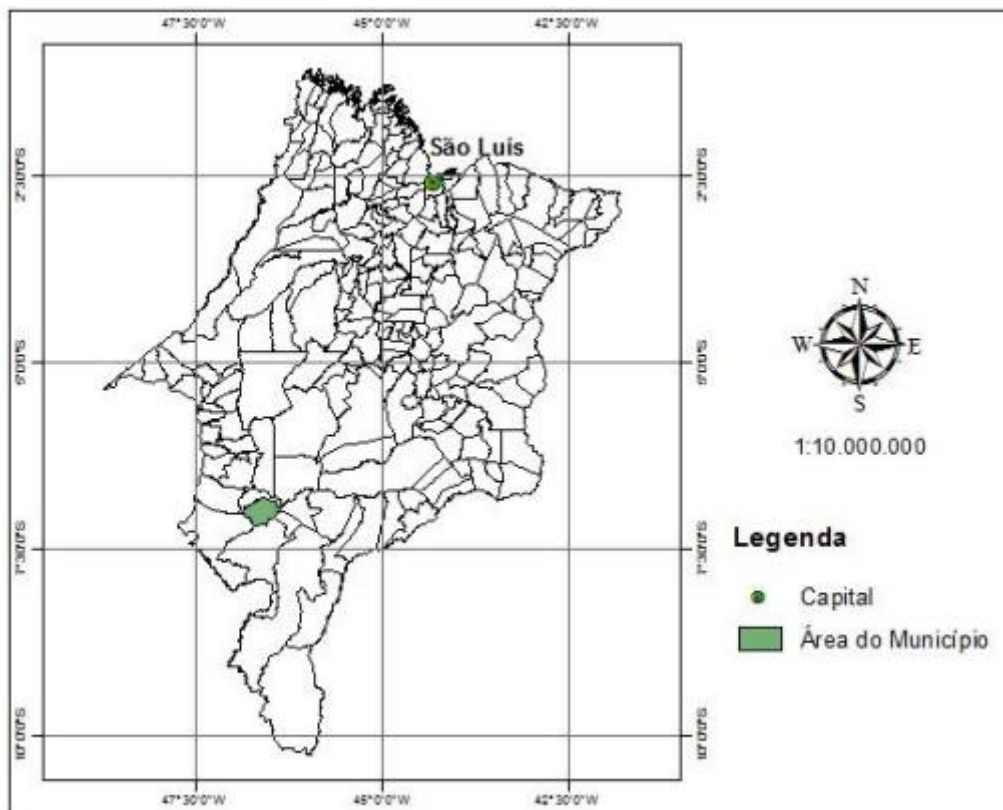 47°30'0"W 45°0'0"W 42°30'0"W
São Luís
2°30'0"S 2°30'0"S
N
W E
S
5°0'0"S 5°0'0"S
1:10.000.000
Legenda
7°30'0"S 7°30'0"S
Capital
Área do Município
10°0'0"S 10°0'0"S
47°30'0"W 45°0'0"W 42°30'0"W